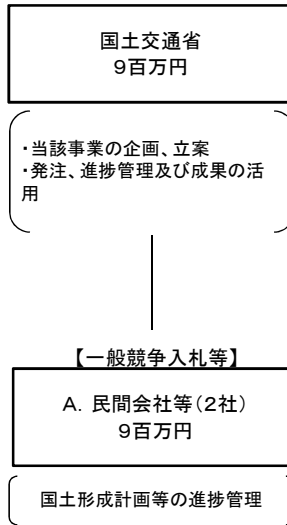 国土交通省
9百万円
・当該事業の企画、立案
・発注、進捗管理及び成果の活
用
【一般競争入札等】
A．民間会社等（2社）
9百万円
国土形成計画等の進捗管理